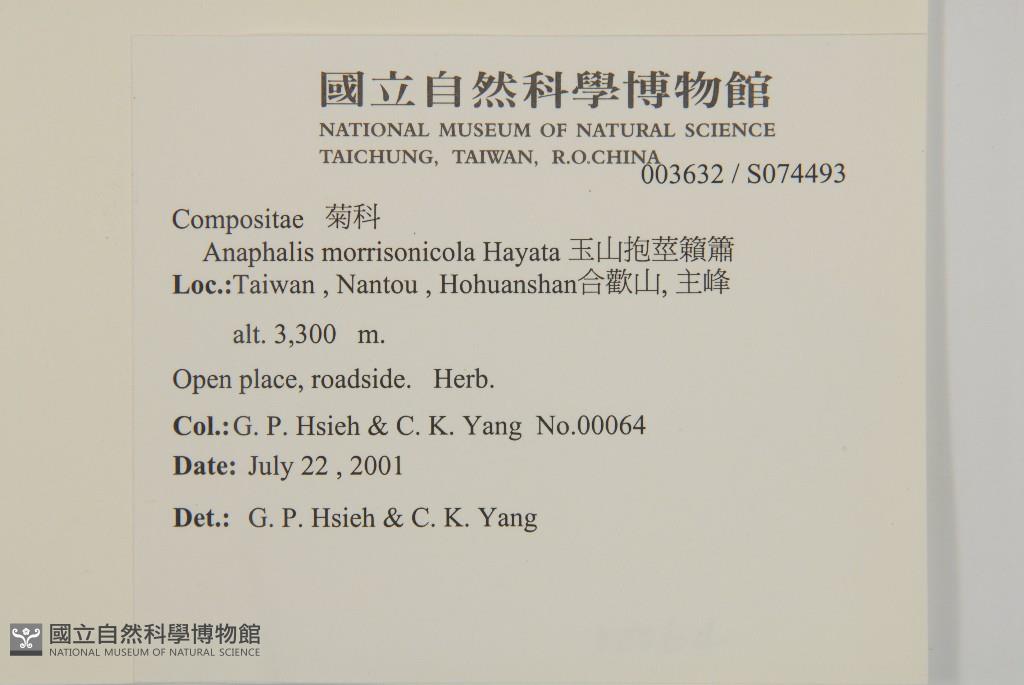 國立自然科學博物館
NATIONAL MUSEUM OF NATURAL SCIENCE
TAICHUNG, TAIWAN, R.O.CHINA
003632 / S074493
Compositae 菊科
Anaphalis morrisonicola Hayata 玉山抱莖籟簫
Loc.:Taiwan , Nantou , Hohuanshan合歡山, 主峰
alt. 3,300 m.
Open place, roadside. Herb.
Col.: G. P. Hsieh & C. K. Yang No.00064
Date: July 22 , 2001
Det.: G. P. Hsieh & C. K. Yang
國立自然科學博物館
NATIONAL MUSEUM OF NATURAL SCIENCE